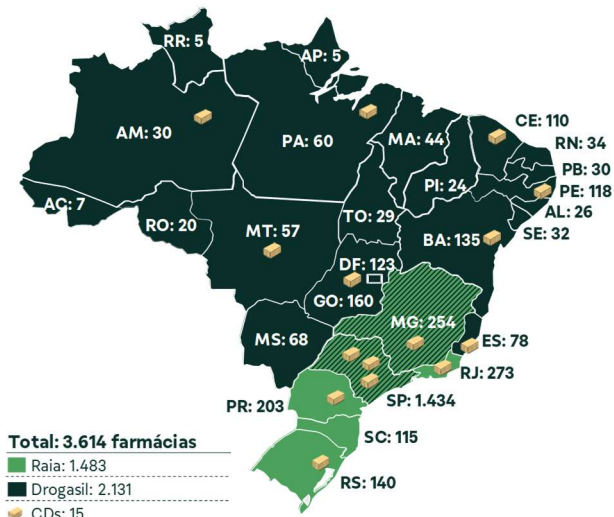 RR: 5
AP: 5
AM: 30
PA: 60
MA: 44
CE: 110
RN: 34
PB: 30
PI: 24
PE: 118
AC: 7
AL: 26
RO: 20
TO: 29
SE: 32
MT: 57
BA: 135
DF: 123
GO: 160
MG: 254
MS: 68
ES: 78
RJ: 273
SP: 1.434
PR: 203
SC: 115
RS: 140
Total: 3.614 farmácias
Raia: 1.483
Drogasil: 2.131
CDs: 15